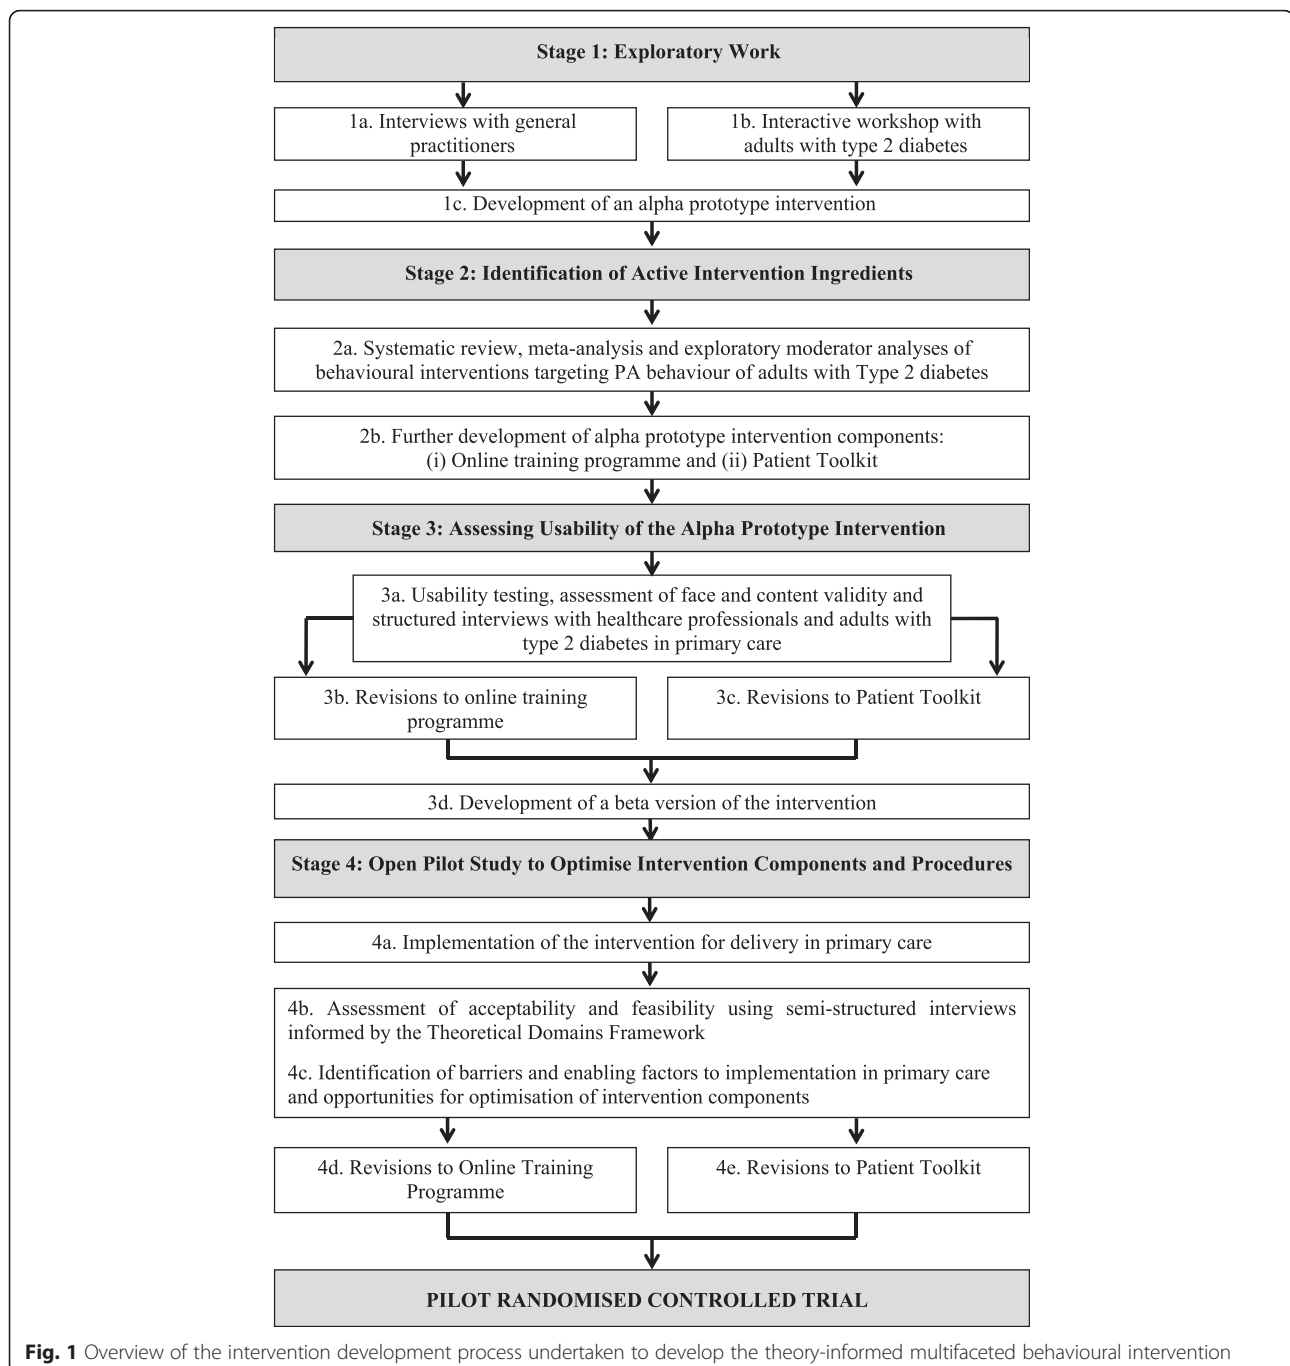 Stage 1: Exploratory Work
1a. Interviews with general
practitioners
1b. Interactive workshop with
adults with type 2 diabetes
1c. Development of an alpha prototype intervention
Stage 2: Identification of Active Intervention Ingredients
2a. Systematic review, meta-analysis and exploratory moderator analyses of
behavioural interventions targeting PA behaviour of adults with Type 2 diabetes
2b. Further development of alpha prototype intervention components:
(i) Online training programme and (ii) Patient Toolkit
Stage 3: Assessing Usability of the Alpha Prototype Intervention
3a. Usability testing, assessment of face and content validity and
structured interviews with healthcare professionals and adults with
type 2 diabetes in primary care
3b. Revisions to online training
programme
3c. Revisions to Patient Toolkit
3d. Development of a beta version of the intervention
Stage 4: Open Pilot Study to Optimise Intervention Components and Procedures
4a. Implementation of the intervention for delivery in primary care
4b. Assessment of acceptability and feasibility using semi-structured interviews
informed by the Theoretical Domains Framework
4c. Identification of barriers and enabling factors to implementation in primary care
and opportunities for optimisation of intervention components
4d. Revisions to Online Training
Programme
4e. Revisions to Patient Toolkit
PILOT RANDOMISED CONTROLLED TRIAL
Fig. 1 Overview of the intervention development process undertaken to develop the theory-informed multifaceted behavioural intervention